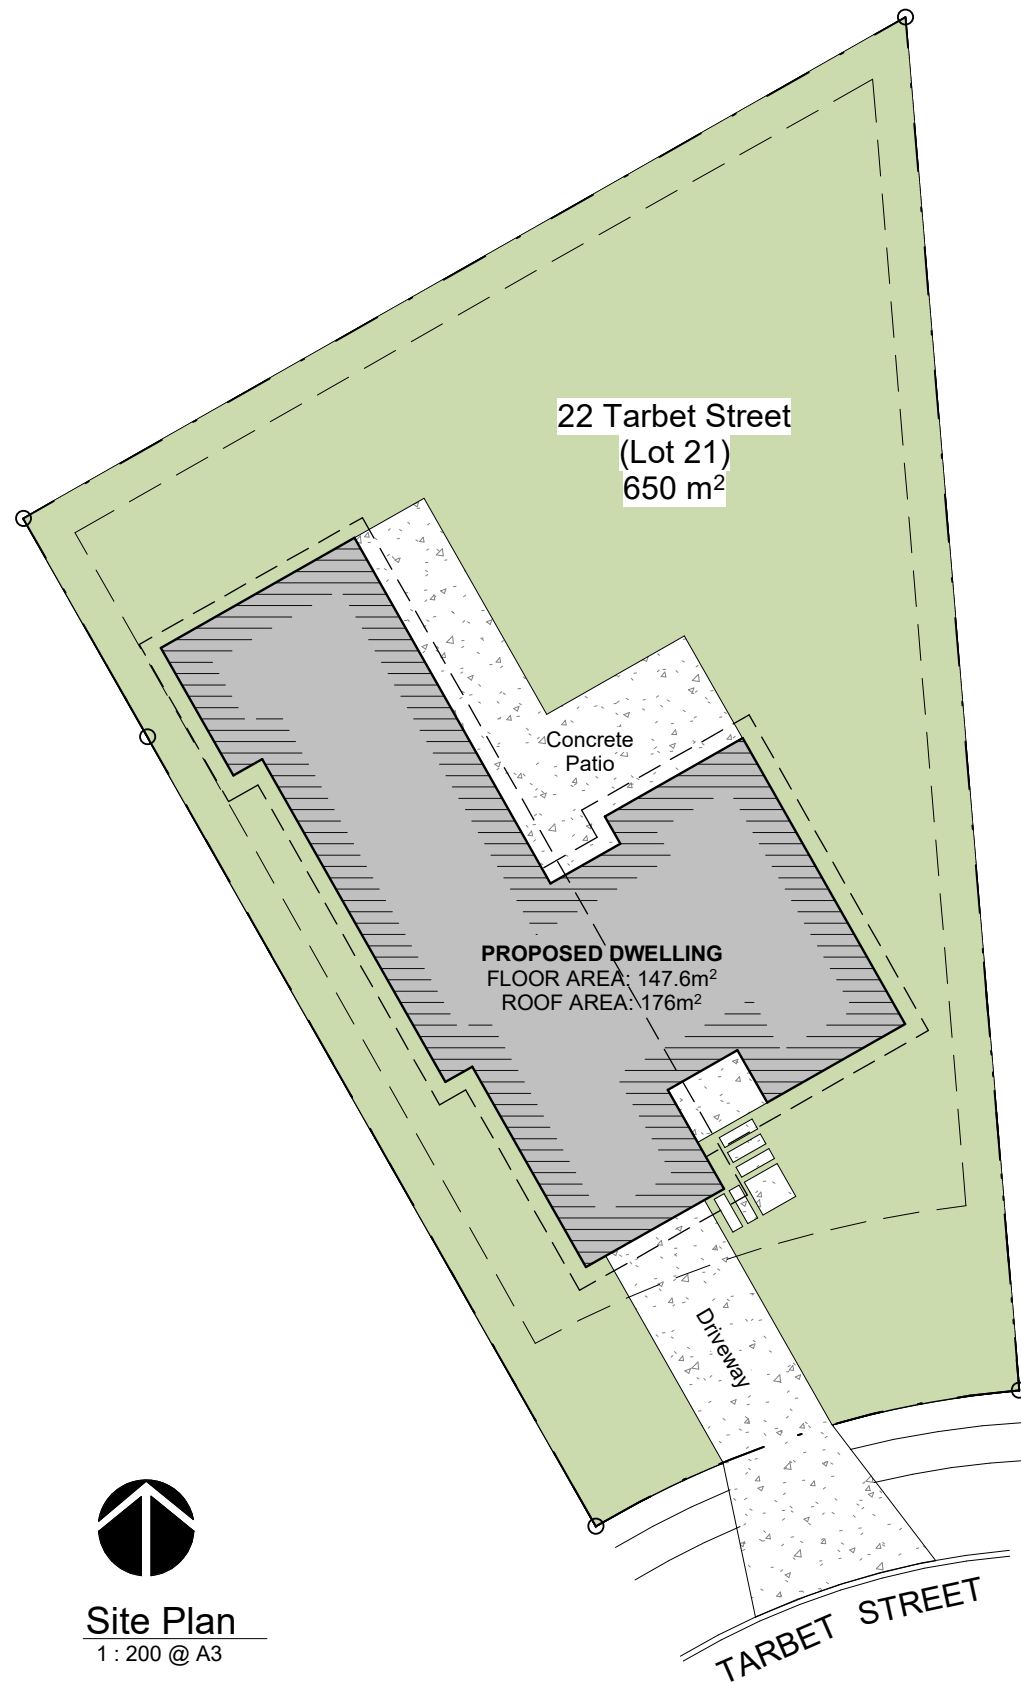 22 Tarbet Street
(Lot 21)
650 m²
Concrete
Patio
PROPOSED DWELLING
FLOOR AREA: 147.6m²
ROOF AREA: 176m²
Driveway
TARBET STREET
Site Plan
1 : 200 @ A3